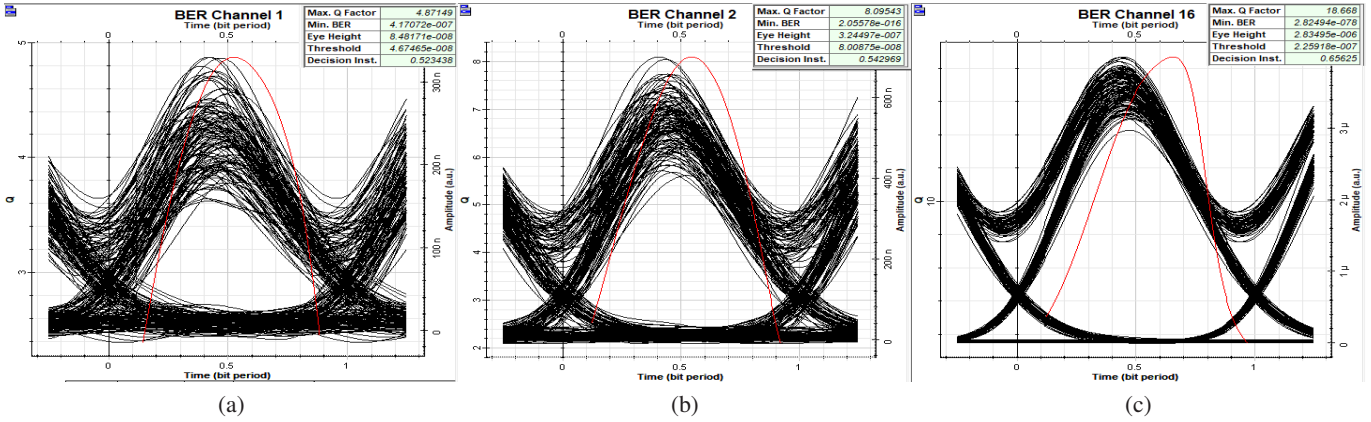 BER Channel 1
Time (bit period)
Max. Q Factor 4.87149
Min. BER 4.17072e-007
Eye Height 8.48171e-008
Threshold 4.67465e-008
Decision Inst. 0.523438
0 0.5 1
5
4
3
Q
300 n
200 n
100 n
0
Amplitude (a.u.)
0 0.5 1
Time (bit period)
(a)
BER Channel 2
Time (bit period)
Max. Q Factor 8.09543
Min. BER 2.05578e-016
Eye Height 3.24497e-007
Threshold 8.00875e-008
Decision Inst. 0.542969
0 0.5 1
8
7
6
5
4
3
2
Q
600 n
400 n
200 n
0
Amplitude (a.u.)
0 0.5 1
Time (bit period)
(b)
BER Channel 16
Time (bit period)
Max. Q Factor 18.668
Min. BER 2.82494e-078
Eye Height 2.83495e-006
Threshold 2.25918e-007
Decision Inst. 0.65625
0 0.5 1
10
Q
3 µ
2 µ
1 µ
0
Amplitude (a.u.)
0 0.5 1
Time (bit period)
(c)